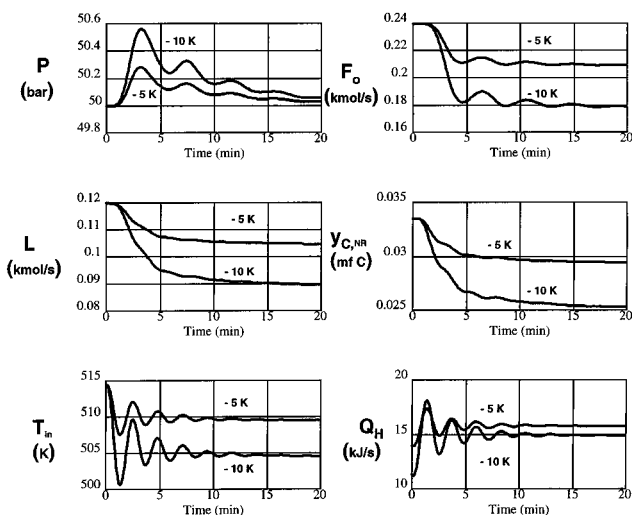 50.6
50.4
50.2
50
49.8
P
(bar)
- 10 K
- 5 K
0 5 10 15 20
Time (min)
0.24
0.22
0.2
0.18
0.16
F_o
(kmol/s)
- 5 K
- 10 K
0 5 10 15 20
Time (min)
0.12
0.11
0.1
0.09
0.08
L
(kmol/s)
- 5 K
- 10 K
0 5 10 15 20
Time (min)
0.035
0.03
0.025
y_C,NR
(mf C)
- 5 K
- 10 K
0 5 10 15 20
Time (min)
515
510
505
500
T_in
(K)
- 5 K
- 10 K
0 5 10 15 20
Time (min)
20
15
10
Q_H
(kJ/s)
- 5 K
- 10 K
0 5 10 15 20
Time (min)